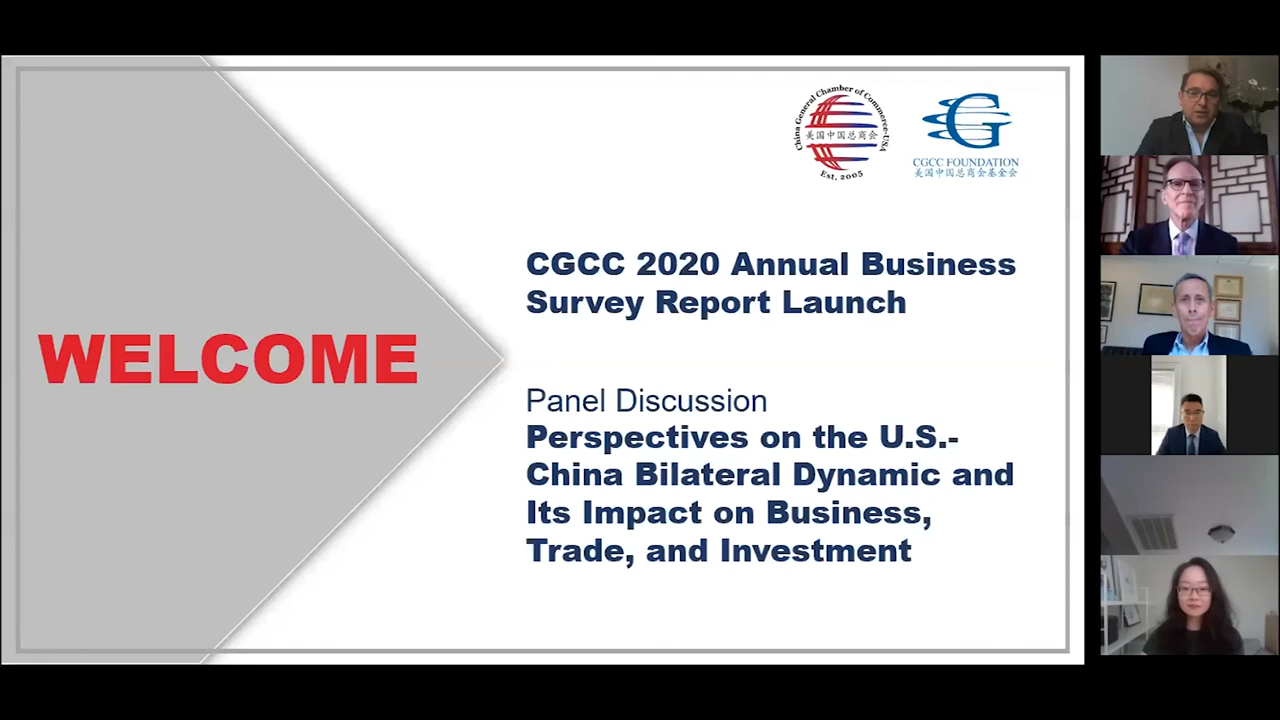 China General Chamber of Commerce-USA
美国中国总商会
Est. 2005
CGCC FOUNDATION
美国中国总商会基金会
WELCOME
CGCC 2020 Annual Business
Survey Report Launch
Panel Discussion
Perspectives on the U.S.-
China Bilateral Dynamic and
Its Impact on Business,
Trade, and Investment